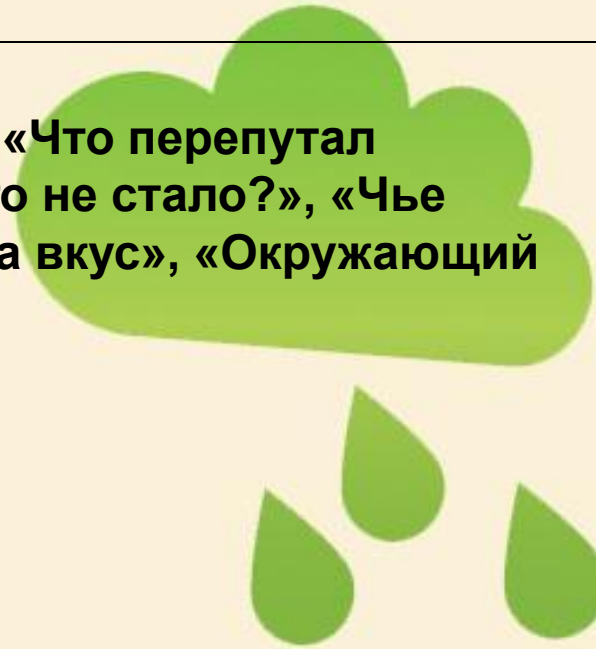 «Что перепутал
о не стало?», «Чье
а вкус», «Окружающий